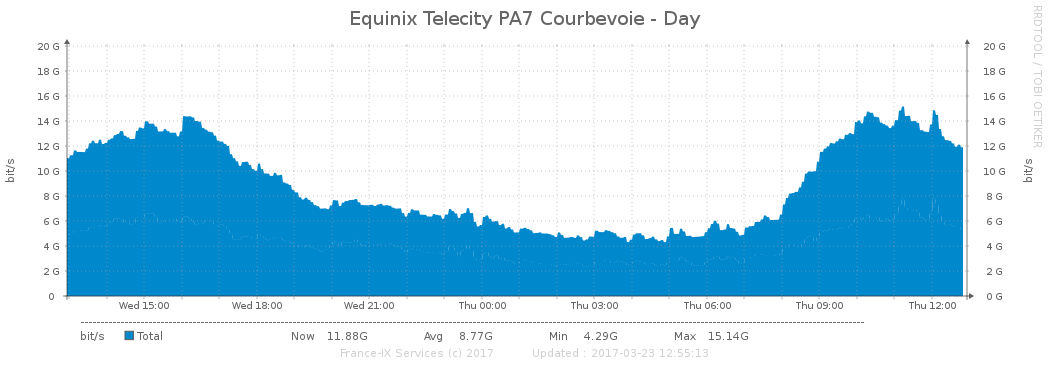 Equinix Telecity PA7 Courbevoie - Day
RRDTOOL / TOBI OETIKER
bit/s
bit/s
20 G 20 G
18 G 18 G
16 G 16 G
14 G 14 G
12 G 12 G
10 G 10 G
8 G 8 G
6 G 6 G
4 G 4 G
2 G 2 G
0 0 G
Wed 15:00 Wed 18:00 Wed 21:00 Thu 00:00 Thu 03:00 Thu 06:00 Thu 09:00 Thu 12:00
bit/s Total Now 11.88G Avg 8.77G Min 4.29G Max 15.14G
France-IX Services (c) 2017 Updated : 2017-03-23 12:55:13